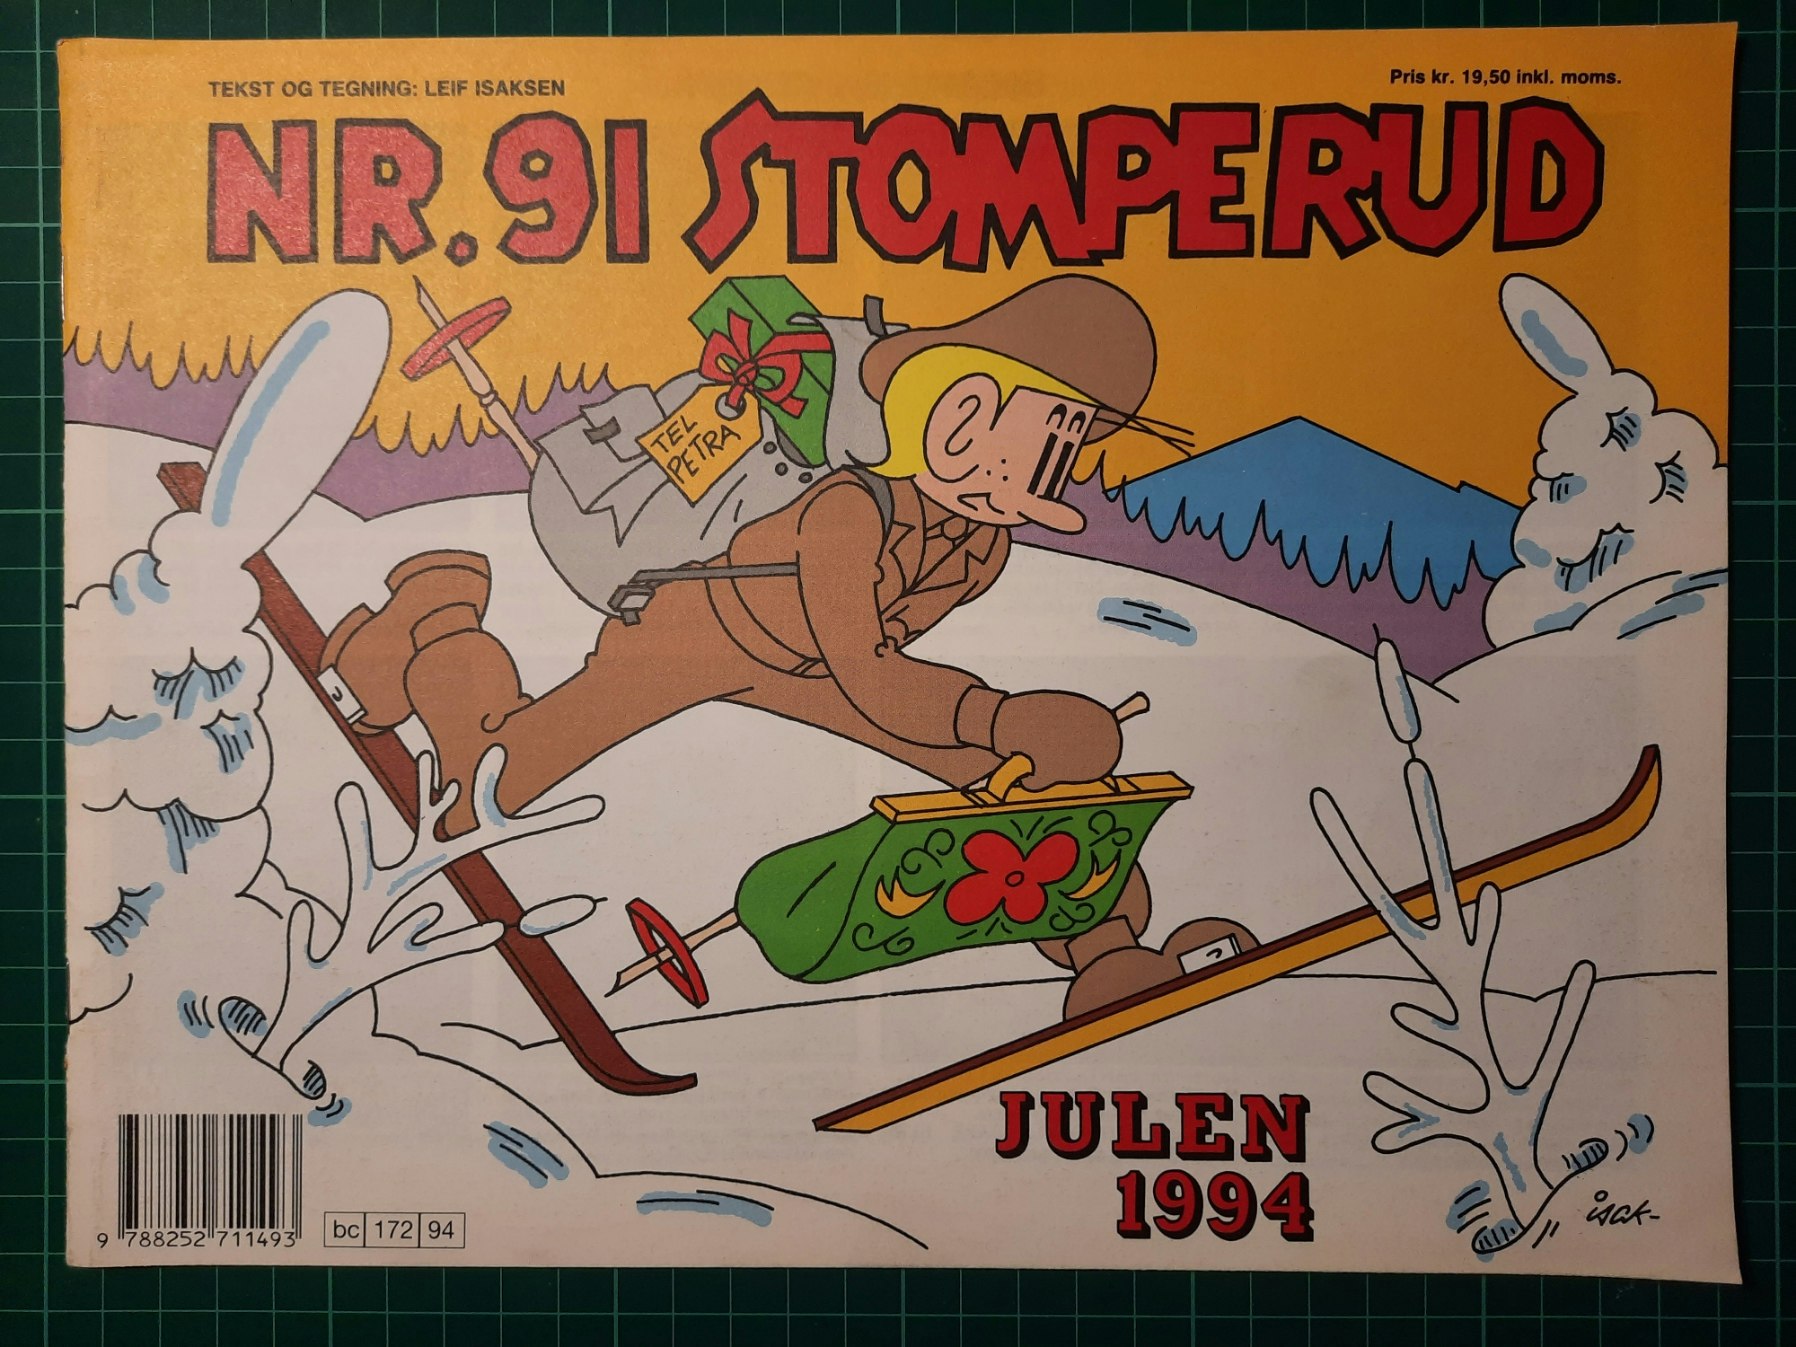 TEKST OG TEGNING: LEIF ISAKSEN
Pris kr. 19,50 inkl. moms.
NR. 91 STOMPERUD
TEL
PETRA
JULEN
1994
isak-
9 788252 711493
bc 172 94